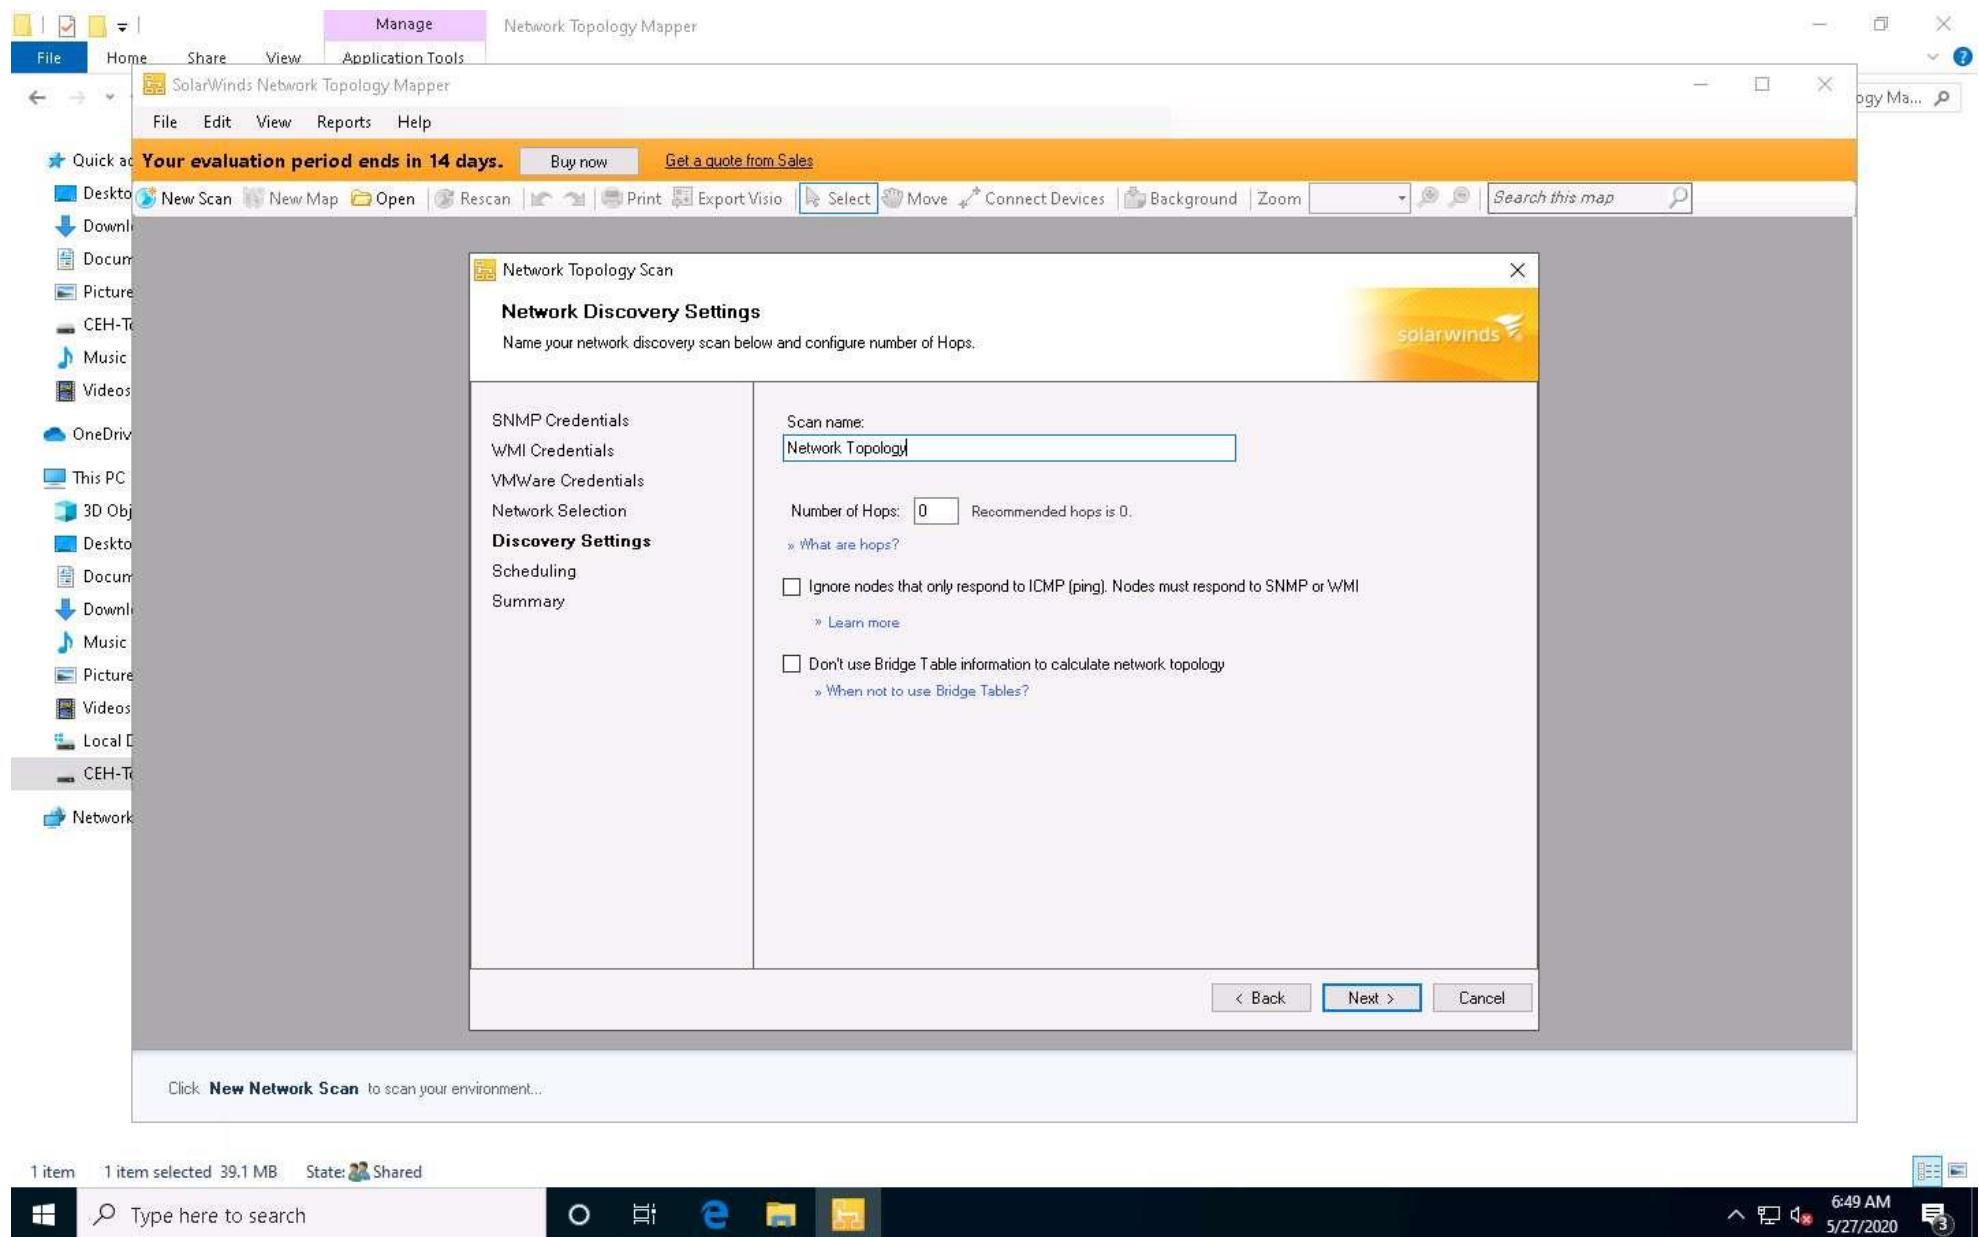 Manage
Network Topology Mapper
File Home Share View Application Tools
SolarWinds Network Topology Mapper
ogy Ma...
File Edit View Reports Help
Your evaluation period ends in 14 days. Buy now Get a quote from Sales
New Scan New Map Open Rescan Print Export Visio Select Move Connect Devices Background Zoom Search this map
Quick ac
Deskto
Downl
Docum
Picture
CEH-T
Music
Videos
OneDriv
This PC
3D Obj
Deskto
Docum
Downl
Music
Picture
Videos
Local D
CEH-T
Network
Network Topology Scan
Network Discovery Settings
Name your network discovery scan below and configure number of Hops.
solarwinds
SNMP Credentials
WMI Credentials
VMWare Credentials
Network Selection
Discovery Settings
Scheduling
Summary
Scan name:
Network Topology
Number of Hops: 0 Recommended hops is 0.
» What are hops?
Ignore nodes that only respond to ICMP (ping). Nodes must respond to SNMP or WMI
» Learn more
Don't use Bridge Table information to calculate network topology
» When not to use Bridge Tables?
< Back Next > Cancel
Click New Network Scan to scan your environment...
1 item 1 item selected 39.1 MB State: Shared
Type here to search
6:49 AM
5/27/2020
3